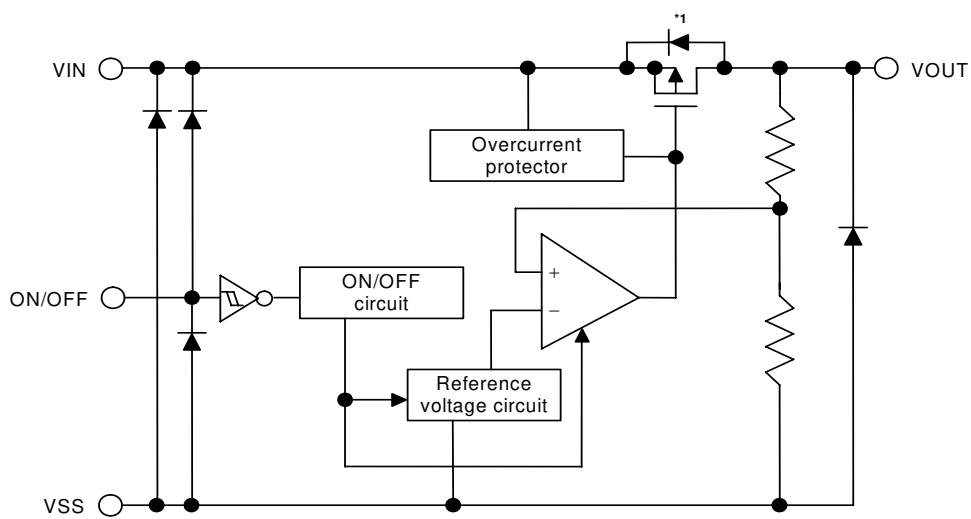 *1
VIN
VOUT
Overcurrent
protector
+
−
ON/OFF
ON/OFF
circuit
Reference
voltage circuit
VSS